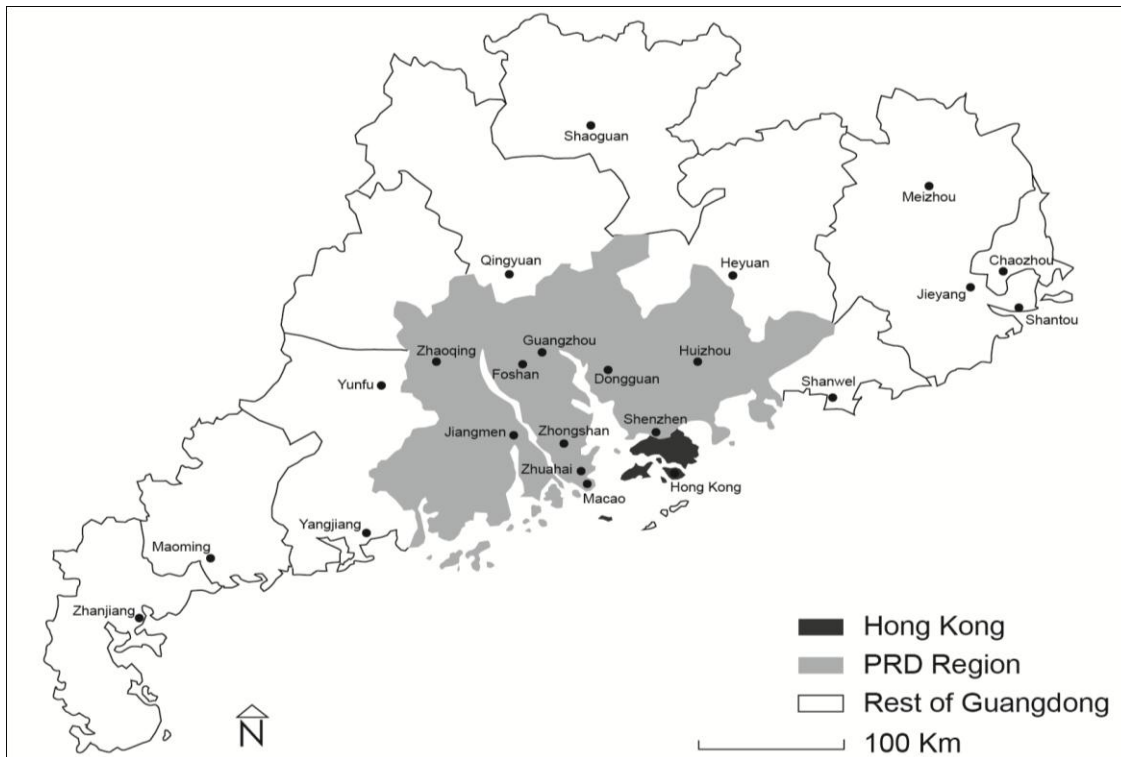 Shaoguan
Meizhou
Qingyuan
Heyuan
Chaozhou
Jieyang
Shantou
Guangzhou
Zhaoqing
Foshan
Huizhou
Dongguan
Yunfu
Shanwel
Shenzhen
Jiangmen
Zhongshan
Zhuahai
Hong Kong
Macao
Yangjiang
Maoming
Zhanjiang
Hong Kong
PRD Region
Rest of Guangdong
100 Km
N